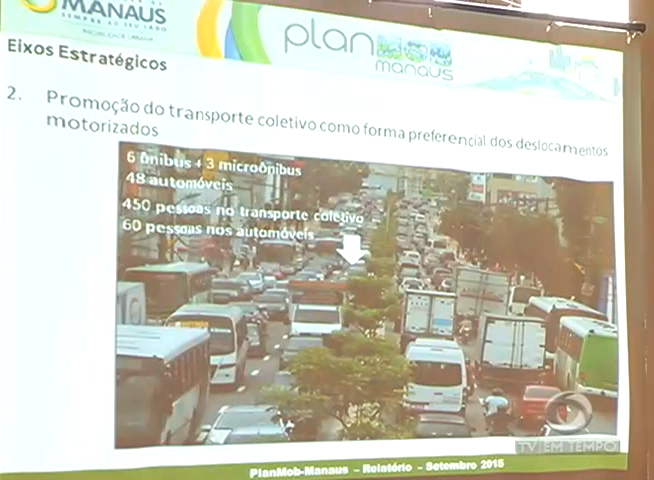 MANAUS
plan
manaus
Eixos Estratégicos
2. Promoção do transporte coletivo como forma preferencial dos deslocamentos
motorizados
6 ônibus + 3 microônibus
48 automóveis
450 pessoas no transporte coletivo
60 pessoas nos automóveis
TV EM TEMPO
PlanMob-Manaus – Relatório – Setembro 2015